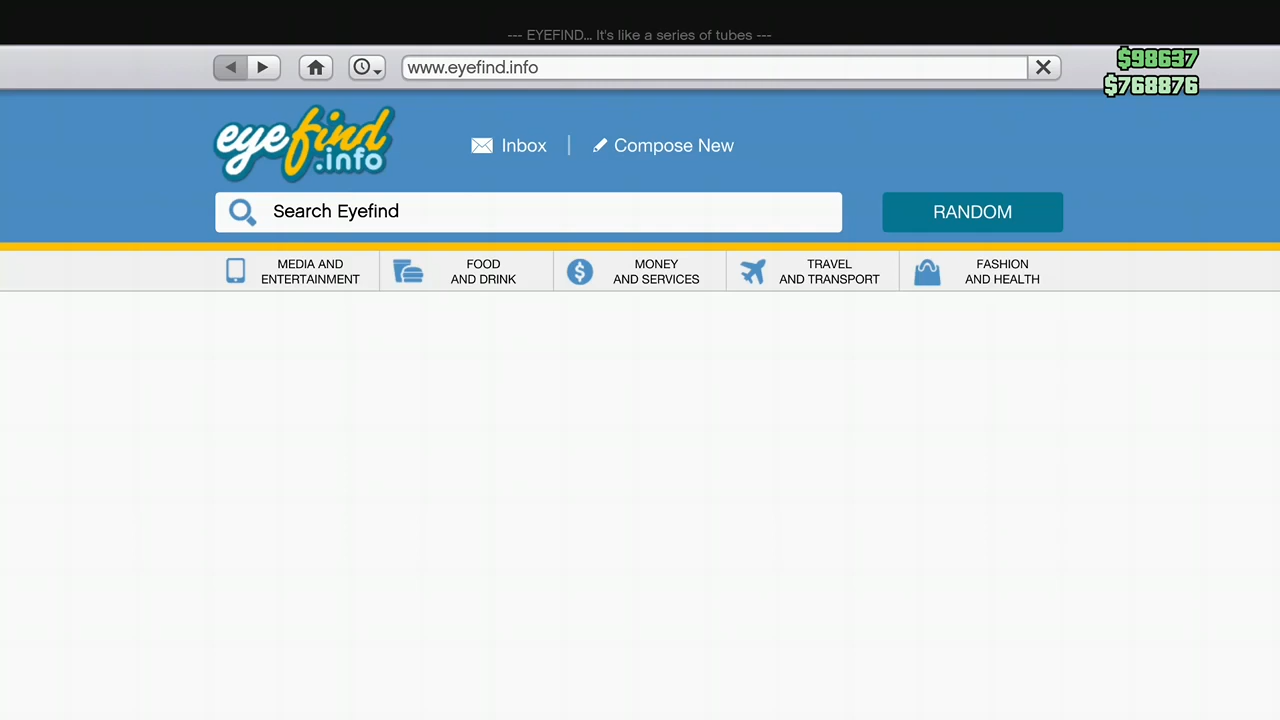 --- EYEFIND... It's like a series of tubes ---
www.eyefind.info
$98637
$768876
eyefind
.info
Inbox
Compose New
Search Eyefind
RANDOM
MEDIA AND
ENTERTAINMENT
FOOD
AND DRINK
MONEY
AND SERVICES
TRAVEL
AND TRANSPORT
FASHION
AND HEALTH